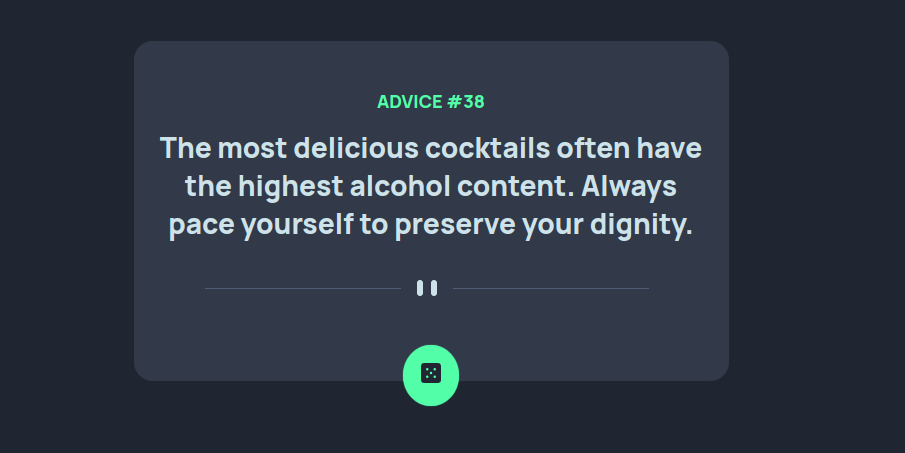 ADVICE #38
The most delicious cocktails often have
the highest alcohol content. Always
pace yourself to preserve your dignity.